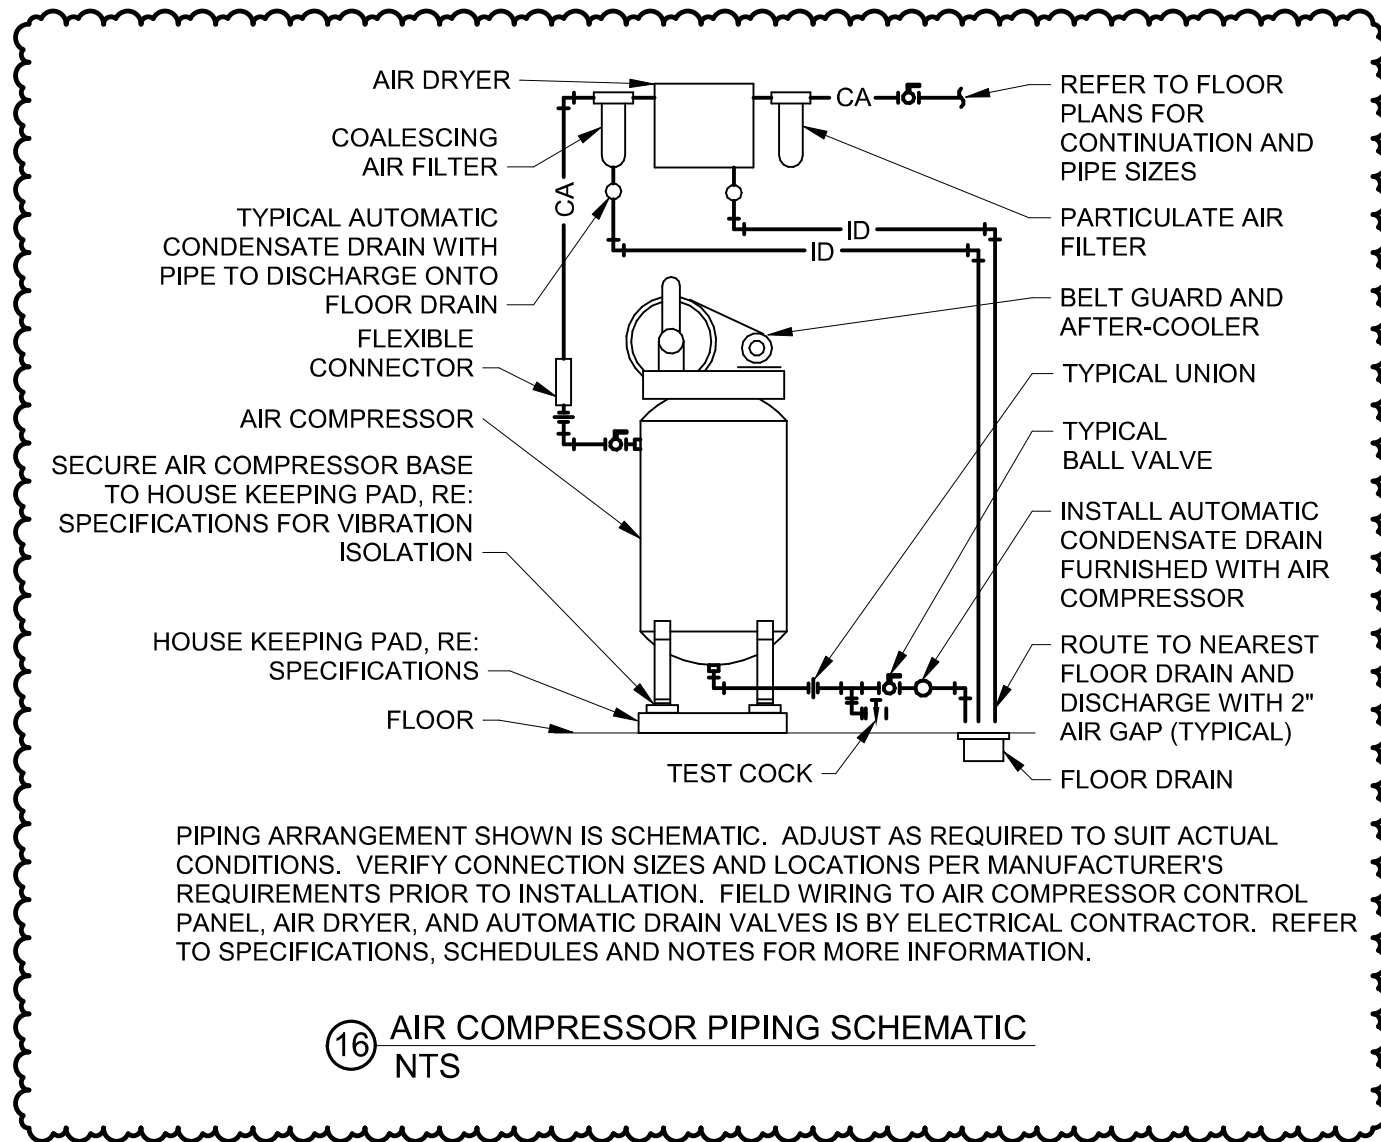 AIR DRYER
COALESCING
AIR FILTER
TYPICAL AUTOMATIC
CONDENSATE DRAIN WITH
PIPE TO DISCHARGE ONTO
FLOOR DRAIN
FLEXIBLE
CONNECTOR
AIR COMPRESSOR
SECURE AIR COMPRESSOR BASE
TO HOUSE KEEPING PAD, RE:
SPECIFICATIONS FOR VIBRATION
ISOLATION
HOUSE KEEPING PAD, RE:
SPECIFICATIONS
FLOOR
CA
CA
ID
ID
TEST COCK
REFER TO FLOOR
PLANS FOR
CONTINUATION AND
PIPE SIZES
PARTICULATE AIR
FILTER
BELT GUARD AND
AFTER-COOLER
TYPICAL UNION
TYPICAL
BALL VALVE
INSTALL AUTOMATIC
CONDENSATE DRAIN
FURNISHED WITH AIR
COMPRESSOR
ROUTE TO NEAREST
FLOOR DRAIN AND
DISCHARGE WITH 2"
AIR GAP (TYPICAL)
FLOOR DRAIN
PIPING ARRANGEMENT SHOWN IS SCHEMATIC.  ADJUST AS REQUIRED TO SUIT ACTUAL
CONDITIONS.  VERIFY CONNECTION SIZES AND LOCATIONS PER MANUFACTURER'S
REQUIREMENTS PRIOR TO INSTALLATION.  FIELD WIRING TO AIR COMPRESSOR CONTROL
PANEL, AIR DRYER, AND AUTOMATIC DRAIN VALVES IS BY ELECTRICAL CONTRACTOR.  REFER
TO SPECIFICATIONS, SCHEDULES AND NOTES FOR MORE INFORMATION.
16 AIR COMPRESSOR PIPING SCHEMATIC
NTS